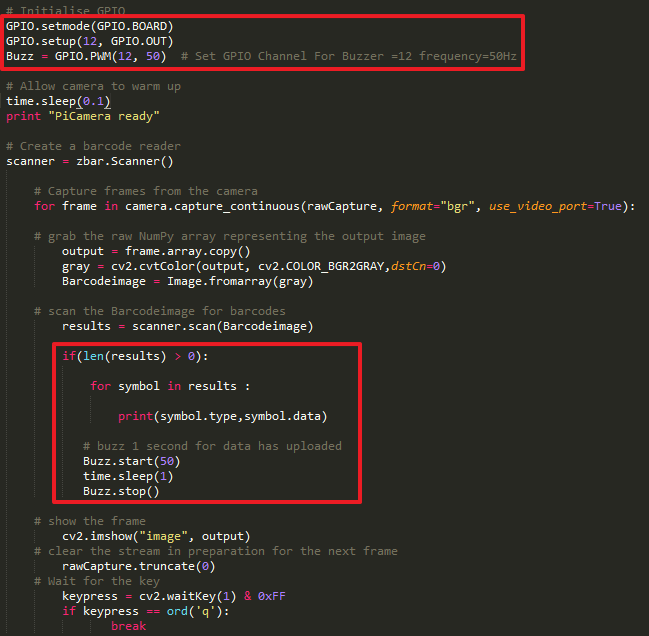 # Initialise GPIO
GPIO.setmode(GPIO.BOARD)
GPIO.setup(12, GPIO.OUT)
Buzz = GPIO.PWM(12, 50)  # Set GPIO Channel For Buzzer =12 frequency=50Hz
# Allow camera to warm up
time.sleep(0.1)
print "PiCamera ready"
# Create a barcode reader
scanner = zbar.Scanner()
# Capture frames from the camera
for frame in camera.capture_continuous(rawCapture, format="bgr", use_video_port=True):
# grab the raw NumPy array representing the output image
output = frame.array.copy()
gray = cv2.cvtColor(output, cv2.COLOR_BGR2GRAY,dstCn=0)
Barcodeimage = Image.fromarray(gray)
# scan the Barcodeimage for barcodes
results = scanner.scan(Barcodeimage)
if(len(results) > 0):
for symbol in results :
print(symbol.type,symbol.data)
# buzz 1 second for data has uploaded
Buzz.start(50)
time.sleep(1)
Buzz.stop()
# show the frame
cv2.imshow("image", output)
# clear the stream in preparation for the next frame
rawCapture.truncate(0)
# Wait for the key
keypress = cv2.waitKey(1) & 0xFF
if keypress == ord('q'):
break